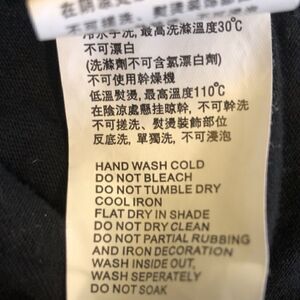 冷水手洗, 最高洗滌溫度30℃
不可漂白
(洗滌劑不可含氯漂白劑)
不可使用幹燥機
低溫熨燙, 最高溫度110℃
在陰涼處懸挂晾幹, 不可幹洗
不可搓洗、熨燙裝飾部位
反底洗, 單獨洗, 不可浸泡
HAND WASH COLD
DO NOT BLEACH
DO NOT TUMBLE DRY
COOL IRON
FLAT DRY IN SHADE
DO NOT DRY CLEAN
DO NOT PARTIAL RUBBING
AND IRON DECORATION
WASH INSIDE OUT,
WASH SEPERATELY
DO NOT SOAK